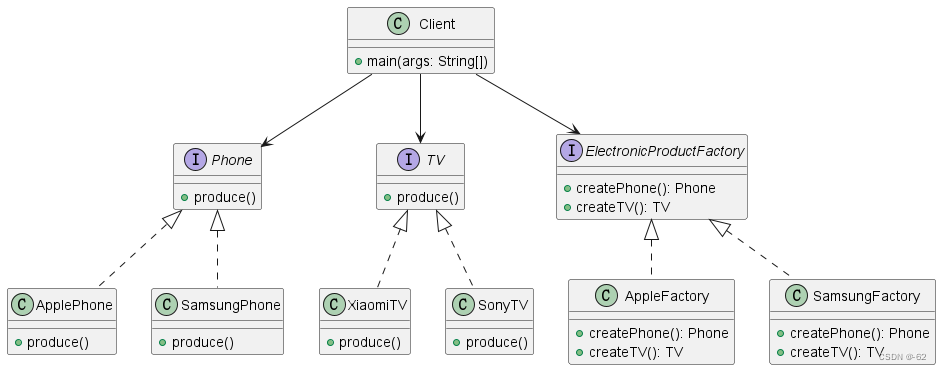 C Client
main(args: String[])
I Phone
produce()
I TV
produce()
I ElectronicProductFactory
createPhone(): Phone
createTV(): TV
C ApplePhone
produce()
C SamsungPhone
produce()
C XiaomiTV
produce()
C SonyTV
produce()
C AppleFactory
createPhone(): Phone
createTV(): TV
C SamsungFactory
createPhone(): Phone
createTV(): TV
CSDN @-62